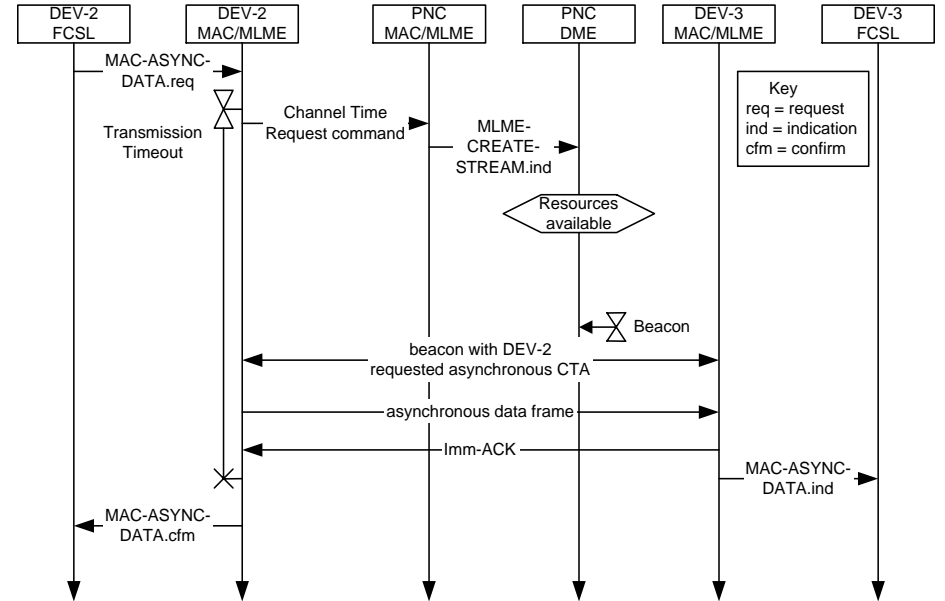 DEV-2
FCSL
DEV-2
MAC/MLME
PNC
MAC/MLME
PNC
DME
DEV-3
MAC/MLME
DEV-3
FCSL
MAC-ASYNC-
DATA.req
Key
req = request
ind = indication
cfm = confirm
Channel Time
Request command
Transmission
Timeout
MLME-
CREATE-
STREAM.ind
Resources
available
Beacon
beacon with DEV-2
requested asynchronous CTA
asynchronous data frame
Imm-ACK
MAC-ASYNC-
DATA.ind
MAC-ASYNC-
DATA.cfm